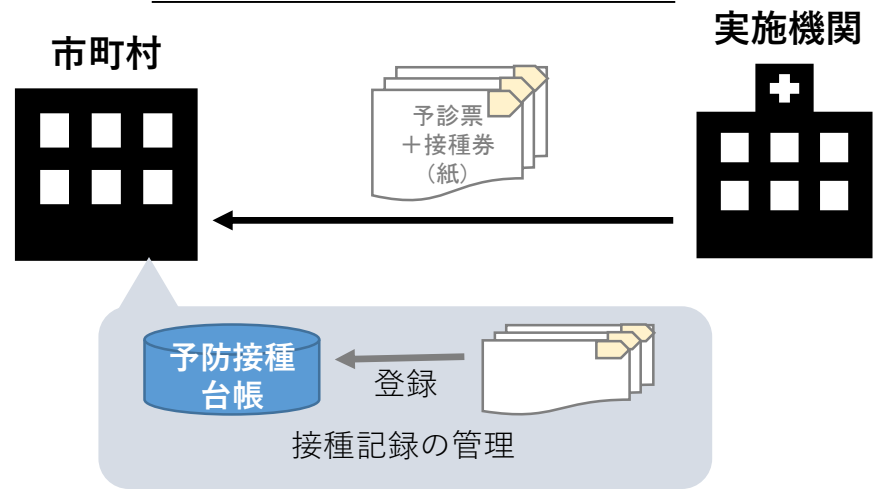 市町村
実施機関
予診票
＋接種券
（紙）
予防接種
台帳
登録
接種記録の管理